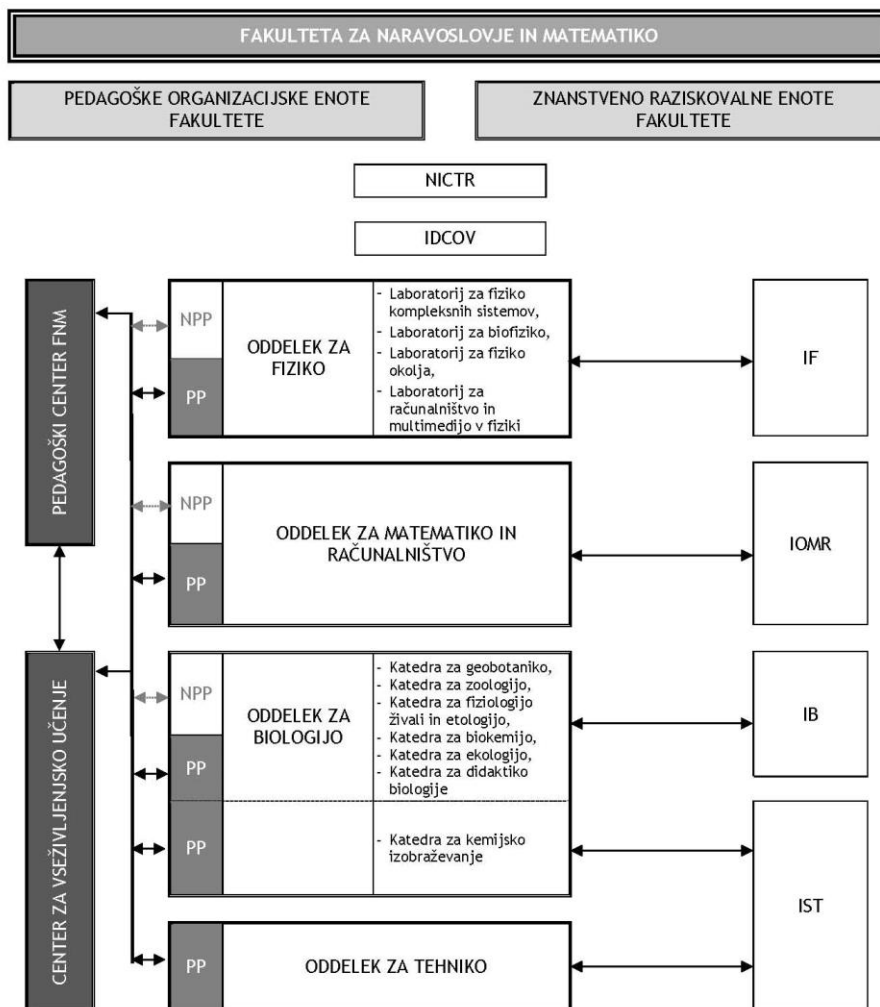 FAKULTETA ZA NARAVOSLOVJE IN MATEMATIKO
PEDAGOŠKE ORGANIZACIJSKE ENOTE
FAKULTETE
ZNANSTVENO RAZISKOVALNE ENOTE
FAKULTETE
NICTR
IDCOV
PEDAGOŠKI CENTER FNM
NPP
PP
ODDELEK ZA
FIZIKO
- Laboratorij za fiziko
kompleksnih sistemov,
- Laboratorij za biofiziko,
- Laboratorij za fiziko
okolja,
- Laboratorij za
računalništvo in
multimedijo v fiziki
IF
NPP
PP
ODDELEK ZA MATEMATIKO IN
RAČUNALNIŠTVO
IOMR
CENTER ZA VSEŽIVLJENJSKO UČENJE
NPP
PP
ODDELEK ZA
BIOLOGIJO
- Katedra za geobotaniko,
- Katedra za zoologijo,
- Katedra za fiziologijo
živali in etologijo,
- Katedra za biokemijo,
- Katedra za ekologijo,
- Katedra za didaktiko
biologije
IB
PP
- Katedra za kemijsko
izobraževanje
IST
PP
ODDELEK ZA TEHNIKO